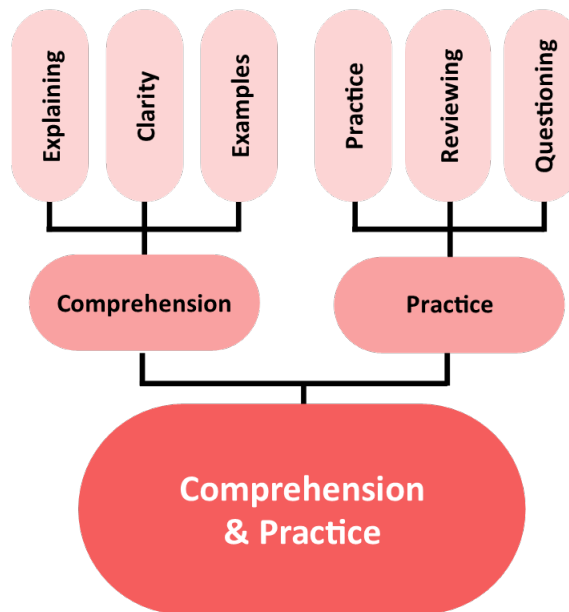 Explaining
Clarity
Examples
Practice
Reviewing
Questioning
Comprehension
Practice
Comprehension
& Practice